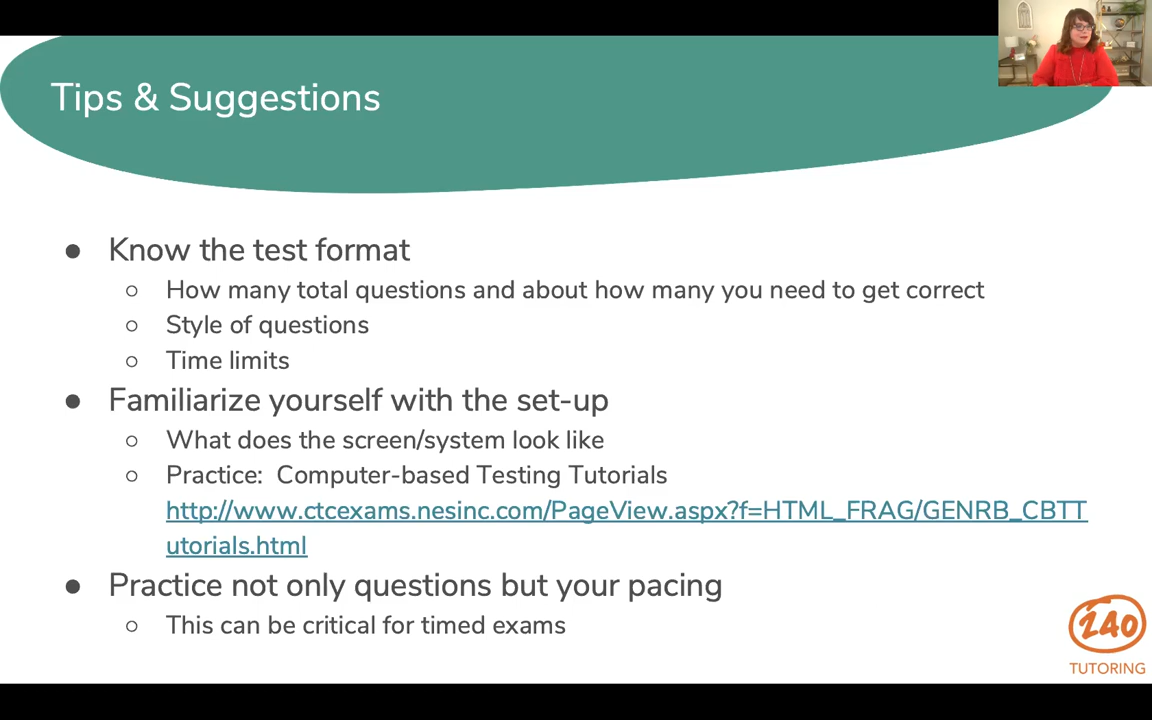 Tips & Suggestions
● Know the test format
○ How many total questions and about how many you need to get correct
○ Style of questions
○ Time limits
● Familiarize yourself with the set-up
○ What does the screen/system look like
○ Practice: Computer-based Testing Tutorials
http://www.ctcexams.nesinc.com/PageView.aspx?f=HTML_FRAG/GENRB_CBTT
utorials.html
● Practice not only questions but your pacing
○ This can be critical for timed exams
240
TUTORING